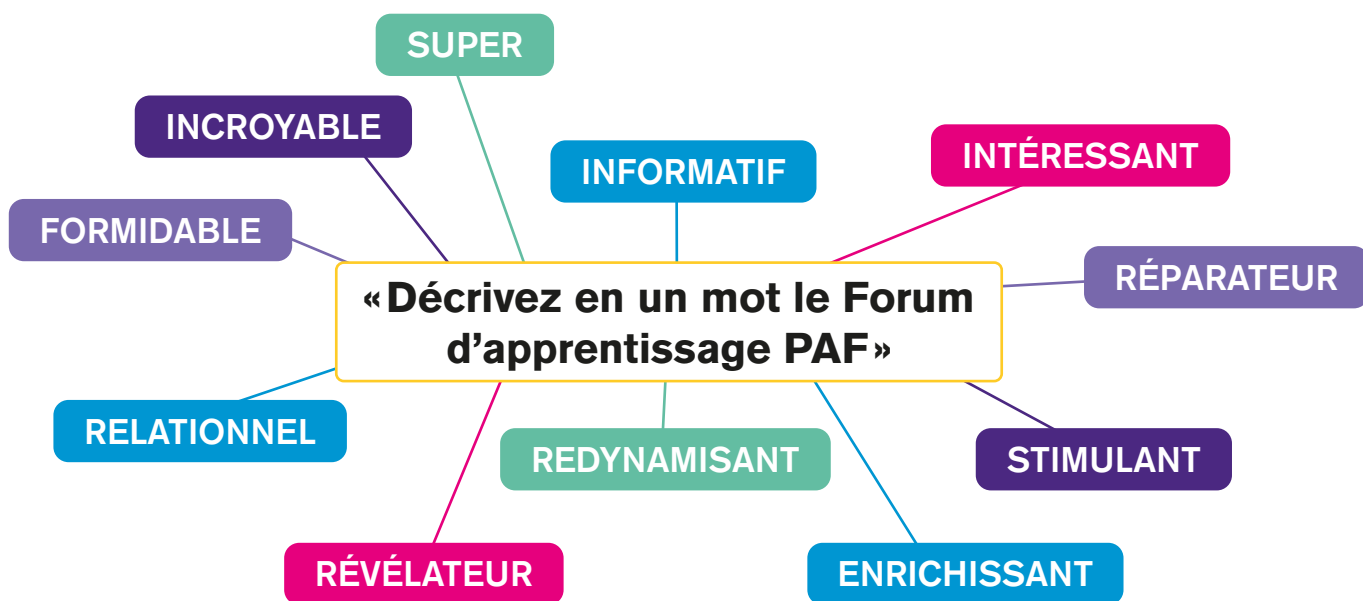 SUPER
INCROYABLE
INFORMATIF
INTÉRESSANT
FORMIDABLE
RÉPARATEUR
«Décrivez en un mot le Forum
d’apprentissage PAF»
RELATIONNEL
REDYNAMISANT
STIMULANT
RÉVÉLATEUR
ENRICHISSANT